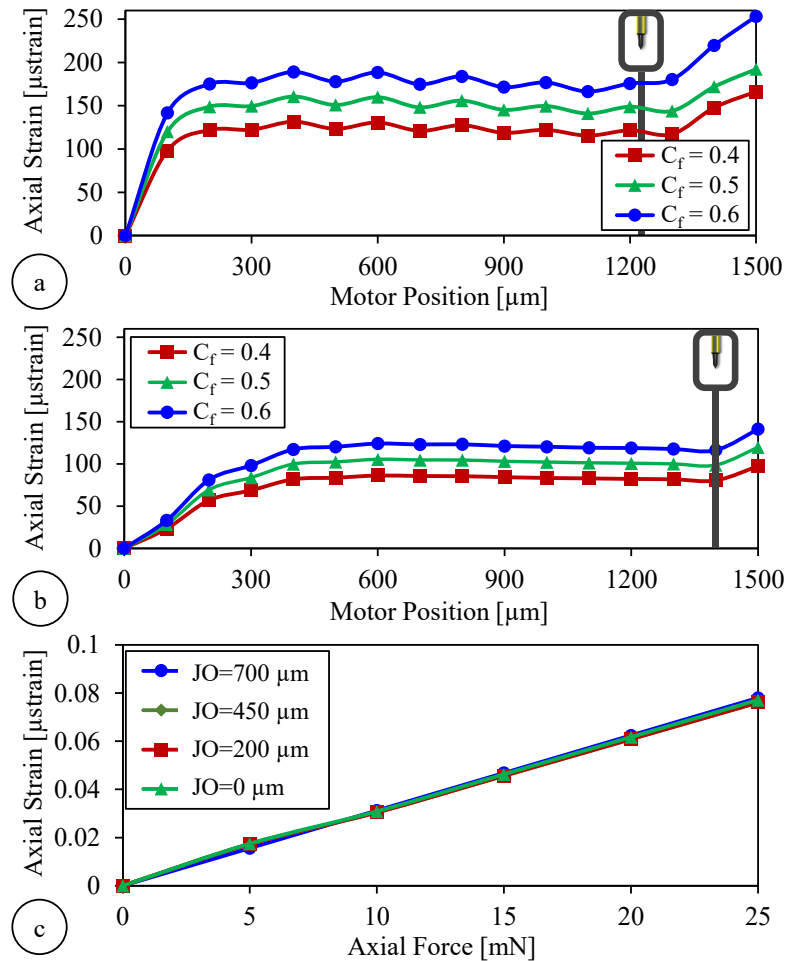 250
200
150
100
50
0
Axial Strain [µstrain]
C_f = 0.4
C_f = 0.5
C_f = 0.6
0 300 600 900 1200 1500
Motor Position [µm]
a
250
200
150
100
50
0
Axial Strain [µstrain]
C_f = 0.4
C_f = 0.5
C_f = 0.6
0 300 600 900 1200 1500
Motor Position [µm]
b
0.1
0.08
0.06
0.04
0.02
0
Axial Strain [µstrain]
JO=700 µm
JO=450 µm
JO=200 µm
JO=0 µm
0 5 10 15 20 25
Axial Force [mN]
c